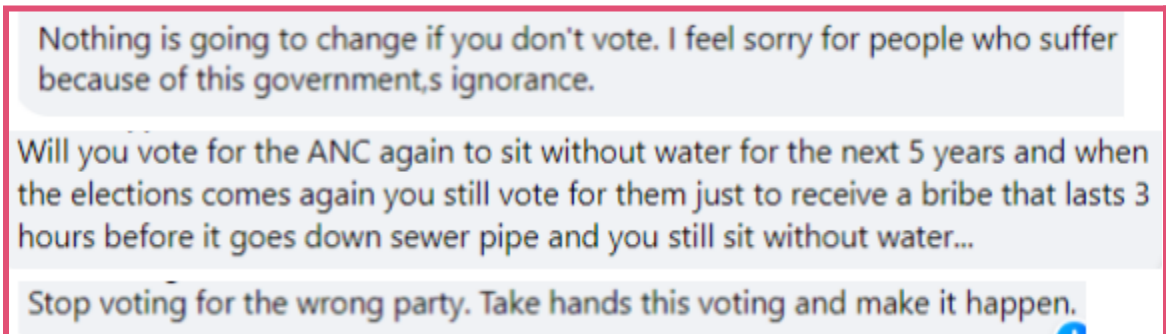 Nothing is going to change if you don't vote. I feel sorry for people who suffer
because of this government,s ignorance.
Will you vote for the ANC again to sit without water for the next 5 years and when
the elections comes again you still vote for them just to receive a bribe that lasts 3
hours before it goes down sewer pipe and you still sit without water...
Stop voting for the wrong party. Take hands this voting and make it happen.